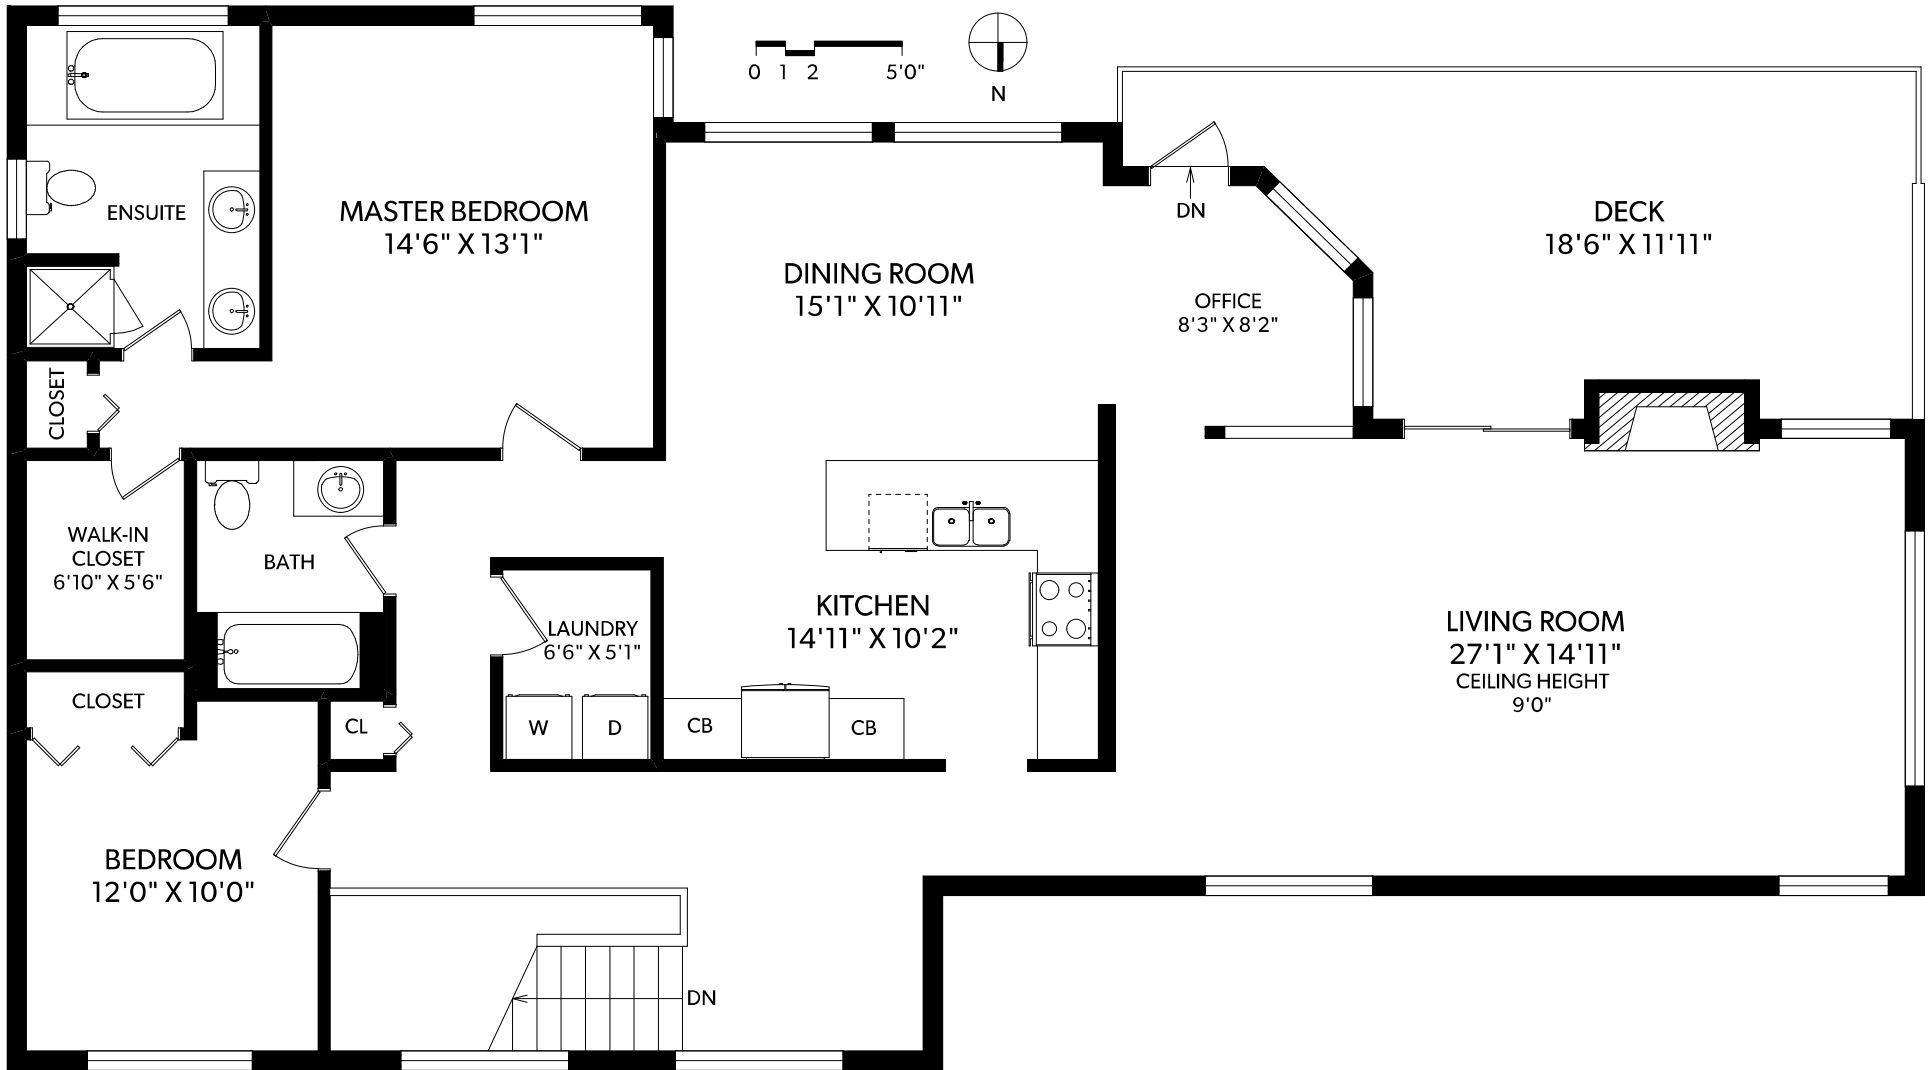 0 1 2 5'0"
N
ENSUITE
MASTER BEDROOM
14'6" X 13'1"
DN
DECK
18'6" X 11'11"
DINING ROOM
15'1" X 10'11"
OFFICE
8'3" X 8'2"
CLOSET
WALK-IN
CLOSET
6'10" X 5'6"
BATH
LAUNDRY
6'6" X 5'1"
W
D
KITCHEN
14'11" X 10'2"
CB
CB
LIVING ROOM
27'1" X 14'11"
CEILING HEIGHT
9'0"
CLOSET
CL
BEDROOM
12'0" X 10'0"
DN